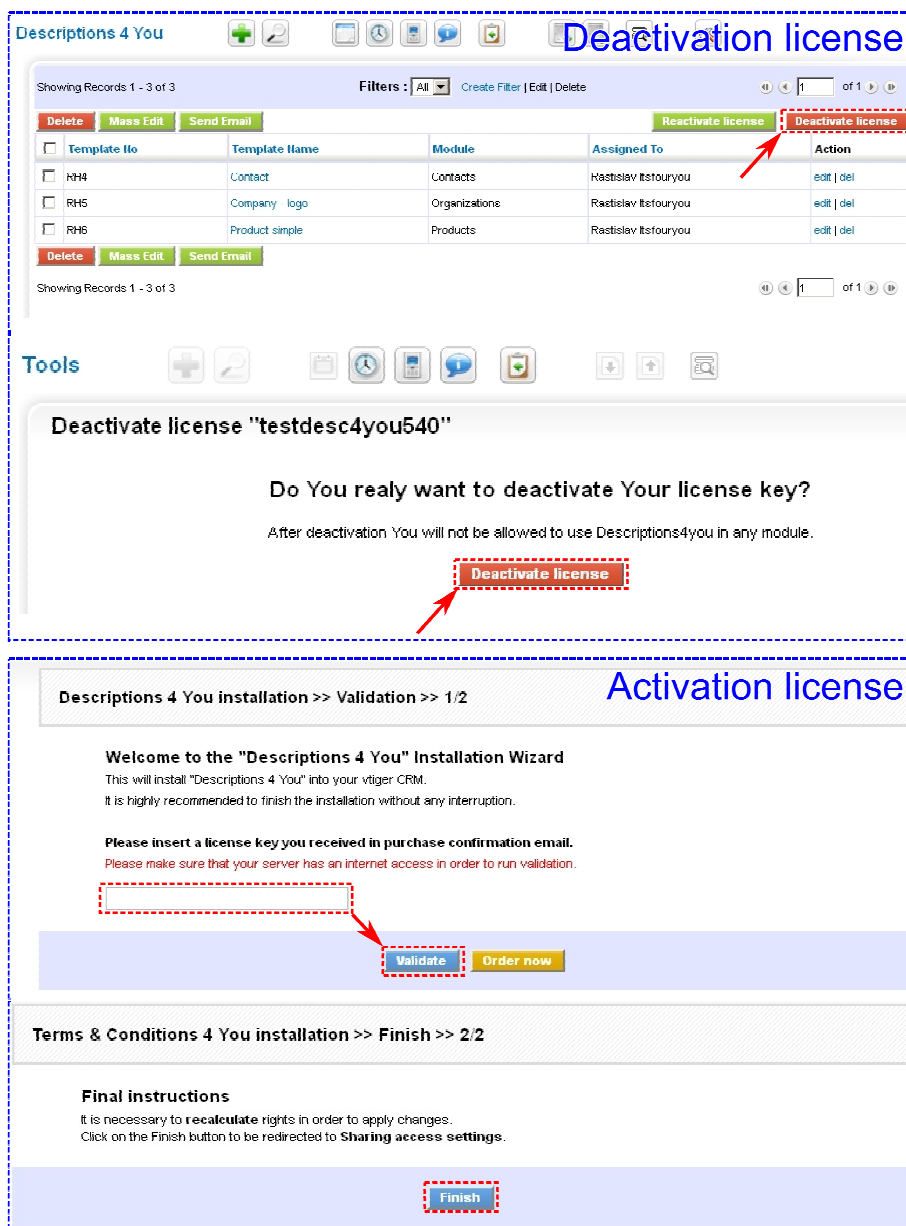 Descriptions 4 You
Deactivation license
Showing Records 1 - 3 of 3 Filters : All Create Filter | Edit | Delete 1 of 1
Delete Mass Edit Send Email Reactivate license Deactivate license
Template No Template Name Module Assigned To Action
RH4 Contact Contacts Rastislav Itsfouryou edit | del
RH5 Company logo Organizations Rastislav Itsfouryou edit | del
RH6 Product simple Products Rastislav Itsfouryou edit | del
Delete Mass Edit Send Email
Showing Records 1 - 3 of 3 1 of 1
Tools
Deactivate license "testdesc4you540"
Do You realy want to deactivate Your license key?
After deactivation You will not be allowed to use Descriptions4you in any module.
Deactivate license
Activation license
Descriptions 4 You installation >> Validation >> 1/2
Welcome to the "Descriptions 4 You" Installation Wizard
This will install "Descriptions 4 You" into your vtiger CRM.
It is highly recommended to finish the installation without any interruption.
Please insert a license key you received in purchase confirmation email.
Please make sure that your server has an internet access in order to run validation.
Validate Order now
Terms & Conditions 4 You installation >> Finish >> 2/2
Final instructions
It is necessary to recalculate rights in order to apply changes.
Click on the Finish button to be redirected to Sharing access settings.
Finish